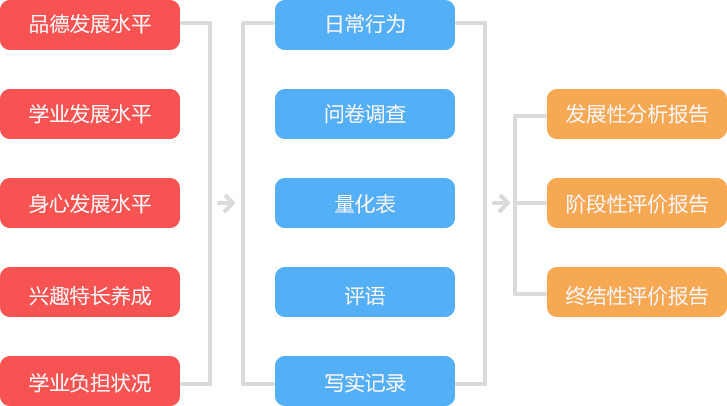 品德发展水平
学业发展水平
身心发展水平
兴趣特长养成
学业负担状况
日常行为
问卷调查
量化表
评语
写实记录
发展性分析报告
阶段性评价报告
终结性评价报告